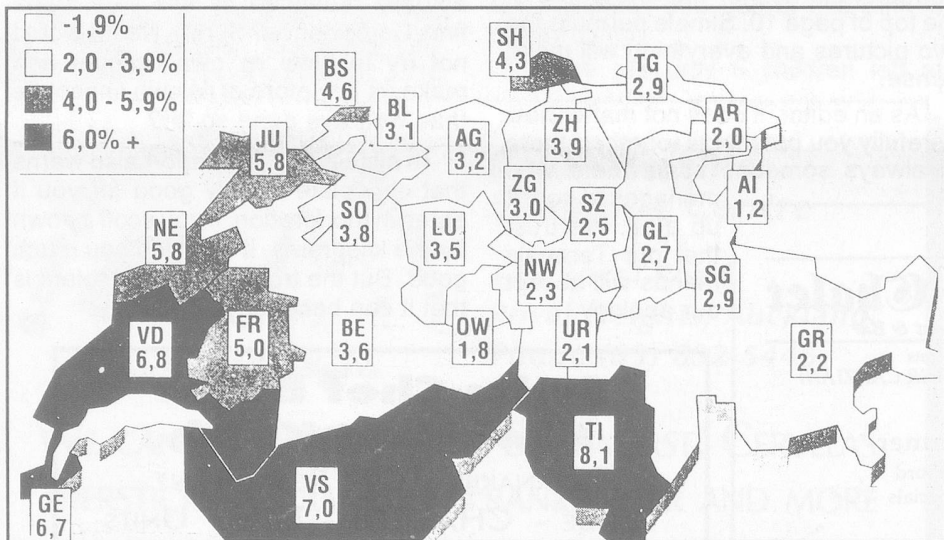 -1,9%
2,0 - 3,9%
4,0 - 5,9%
6,0% +
SH
4,3
TG
2,9
BS
4,6
BL
3,1
AR
2,0
JU
5,8
AG
3,2
ZH
3,9
AI
1,2
ZG
3,0
SZ
2,5
SO
3,8
LU
3,5
GL
2,7
NE
5,8
NW
2,3
SG
2,9
VD
6,8
FR
5,0
BE
3,6
OW
1,8
UR
2,1
GR
2,2
TI
8,1
VS
7,0
GE
6,7